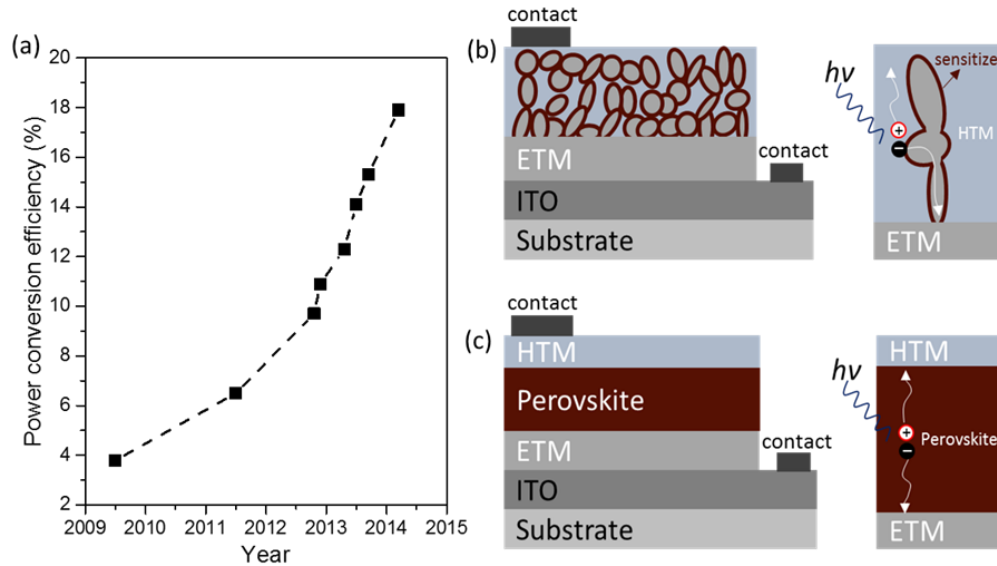 (a)
Power conversion efficiency (%)
20
18
16
14
12
10
8
6
4
2
2009 2010 2011 2012 2013 2014 2015
Year
(b)
contact
ETM
contact
ITO
Substrate
hν
sensitize
+
HTM
−
ETM
(c)
contact
HTM
Perovskite
ETM
contact
ITO
Substrate
HTM
hν
+
Perovskite
−
ETM